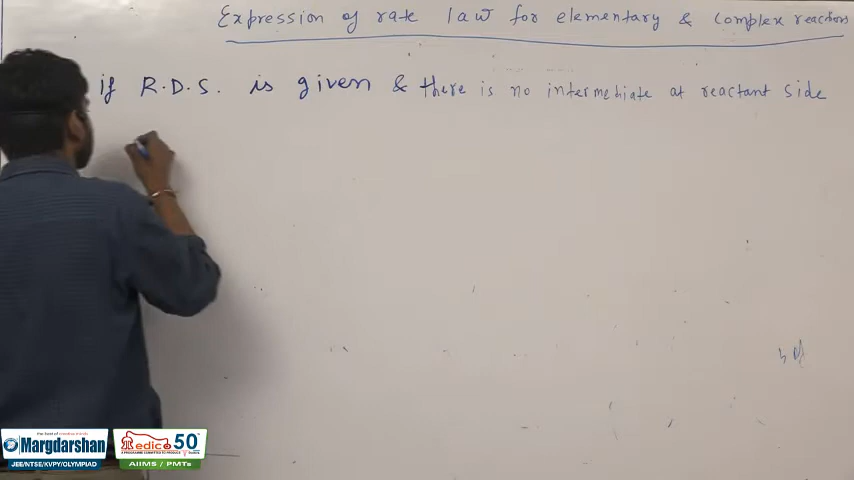 Expression of rate law for elementary & complex reactions
if R.D.S. is given & there is no intermediate at reactant side
Margdarshan
JEE/NTSE/KVPY/OLYMPIAD
Medico 50
AIIMS / PMTs